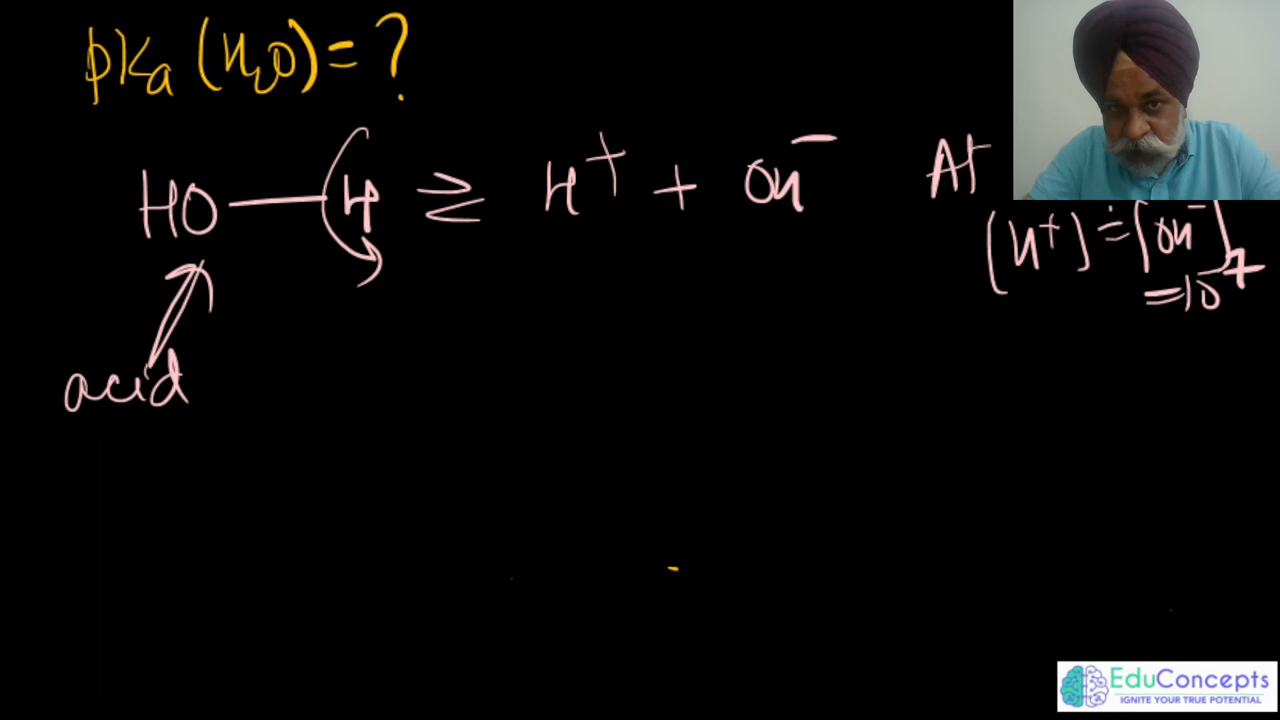 pKa (H2O) = ?
HO — H ⇌ H⁺ + OH⁻ At
[H⁺] = [OH⁻]
= 10⁻⁷
acid
EduConcepts
IGNITE YOUR TRUE POTENTIAL